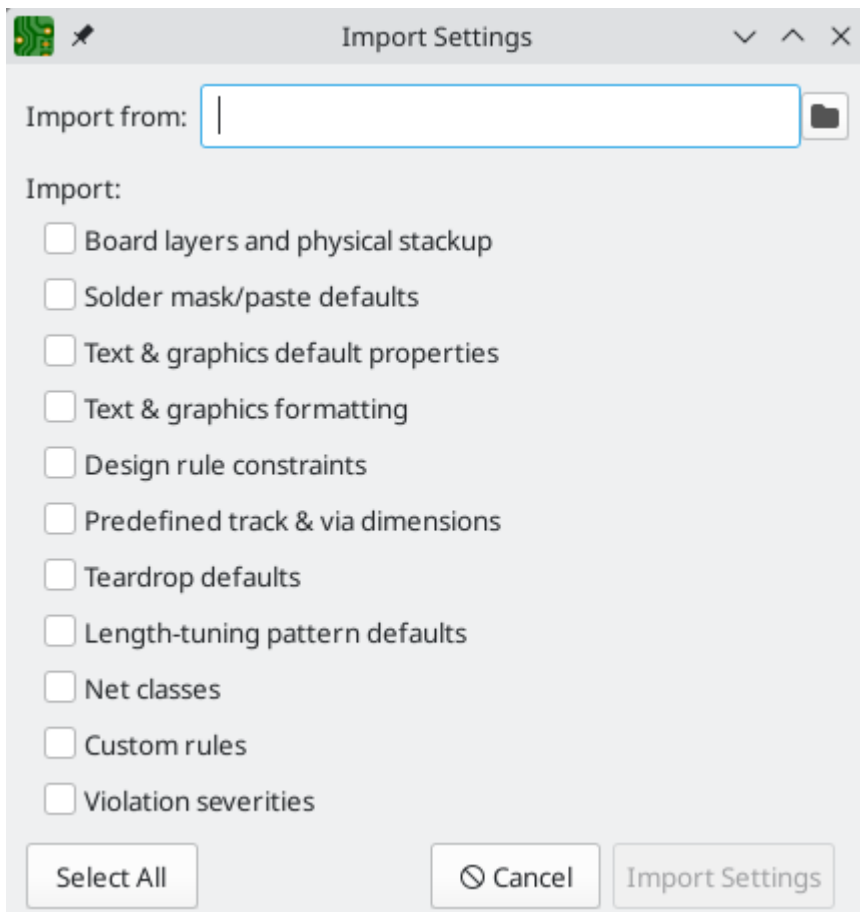 Import Settings
Import from:
Import:
Board layers and physical stackup
Solder mask/paste defaults
Text & graphics default properties
Text & graphics formatting
Design rule constraints
Predefined track & via dimensions
Teardrop defaults
Length-tuning pattern defaults
Net classes
Custom rules
Violation severities
Select All Cancel Import Settings